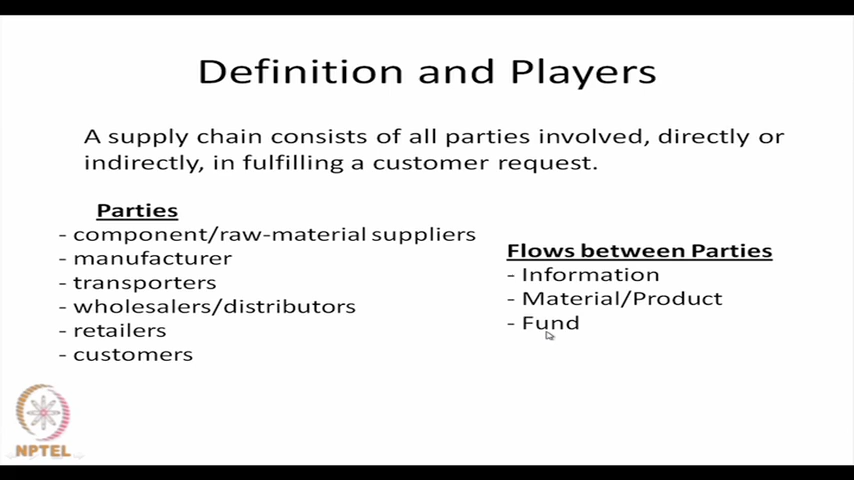 Definition and Players
A supply chain consists of all parties involved, directly or
indirectly, in fulfilling a customer request.
Parties
- component/raw-material suppliers
- manufacturer
- transporters
- wholesalers/distributors
- retailers
- customers
Flows between Parties
- Information
- Material/Product
- Fund
NPTEL